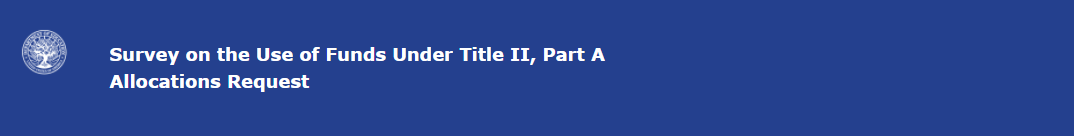 Survey on the Use of Funds Under Title II, Part A
Allocations Request